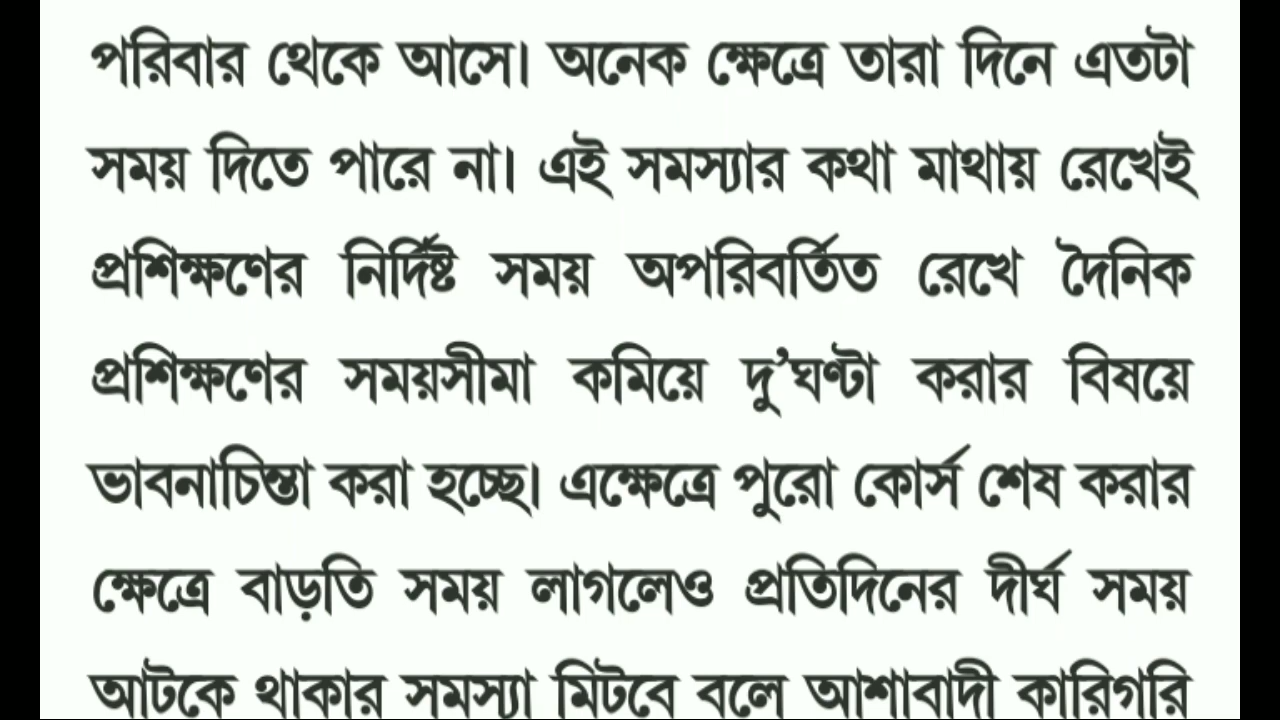 পরিবার থেকে আসে। অনেক ক্ষেত্রে তারা দিনে এতটা
সময় দিতে পারে না। এই সমস্যার কথা মাথায় রেখেই
প্রশিক্ষণের নির্দিষ্ট সময় অপরিবর্তিত রেখে দৈনিক
প্রশিক্ষণের সময়সীমা কমিয়ে দু’ঘণ্টা করার বিষয়ে
ভাবনাচিন্তা করা হচ্ছে। এক্ষেত্রে পুরো কোর্স শেষ করার
ক্ষেত্রে বাড়তি সময় লাগলেও প্রতিদিনের দীর্ঘ সময়
আটকে থাকার সমস্যা মিটবে বলে আশাবাদী কারিগরি